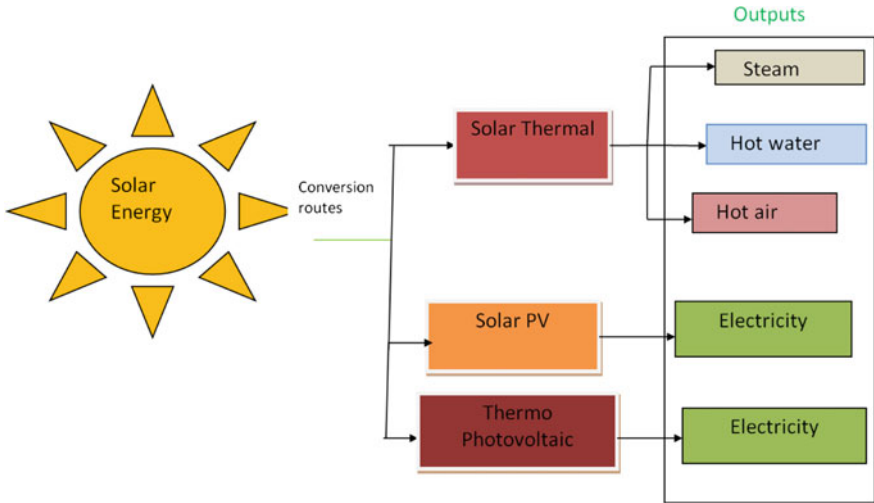 Outputs
Steam
Solar Thermal
Hot water
Solar
Energy
Conversion
routes
Hot air
Solar PV
Electricity
Thermo
Photovoltaic
Electricity